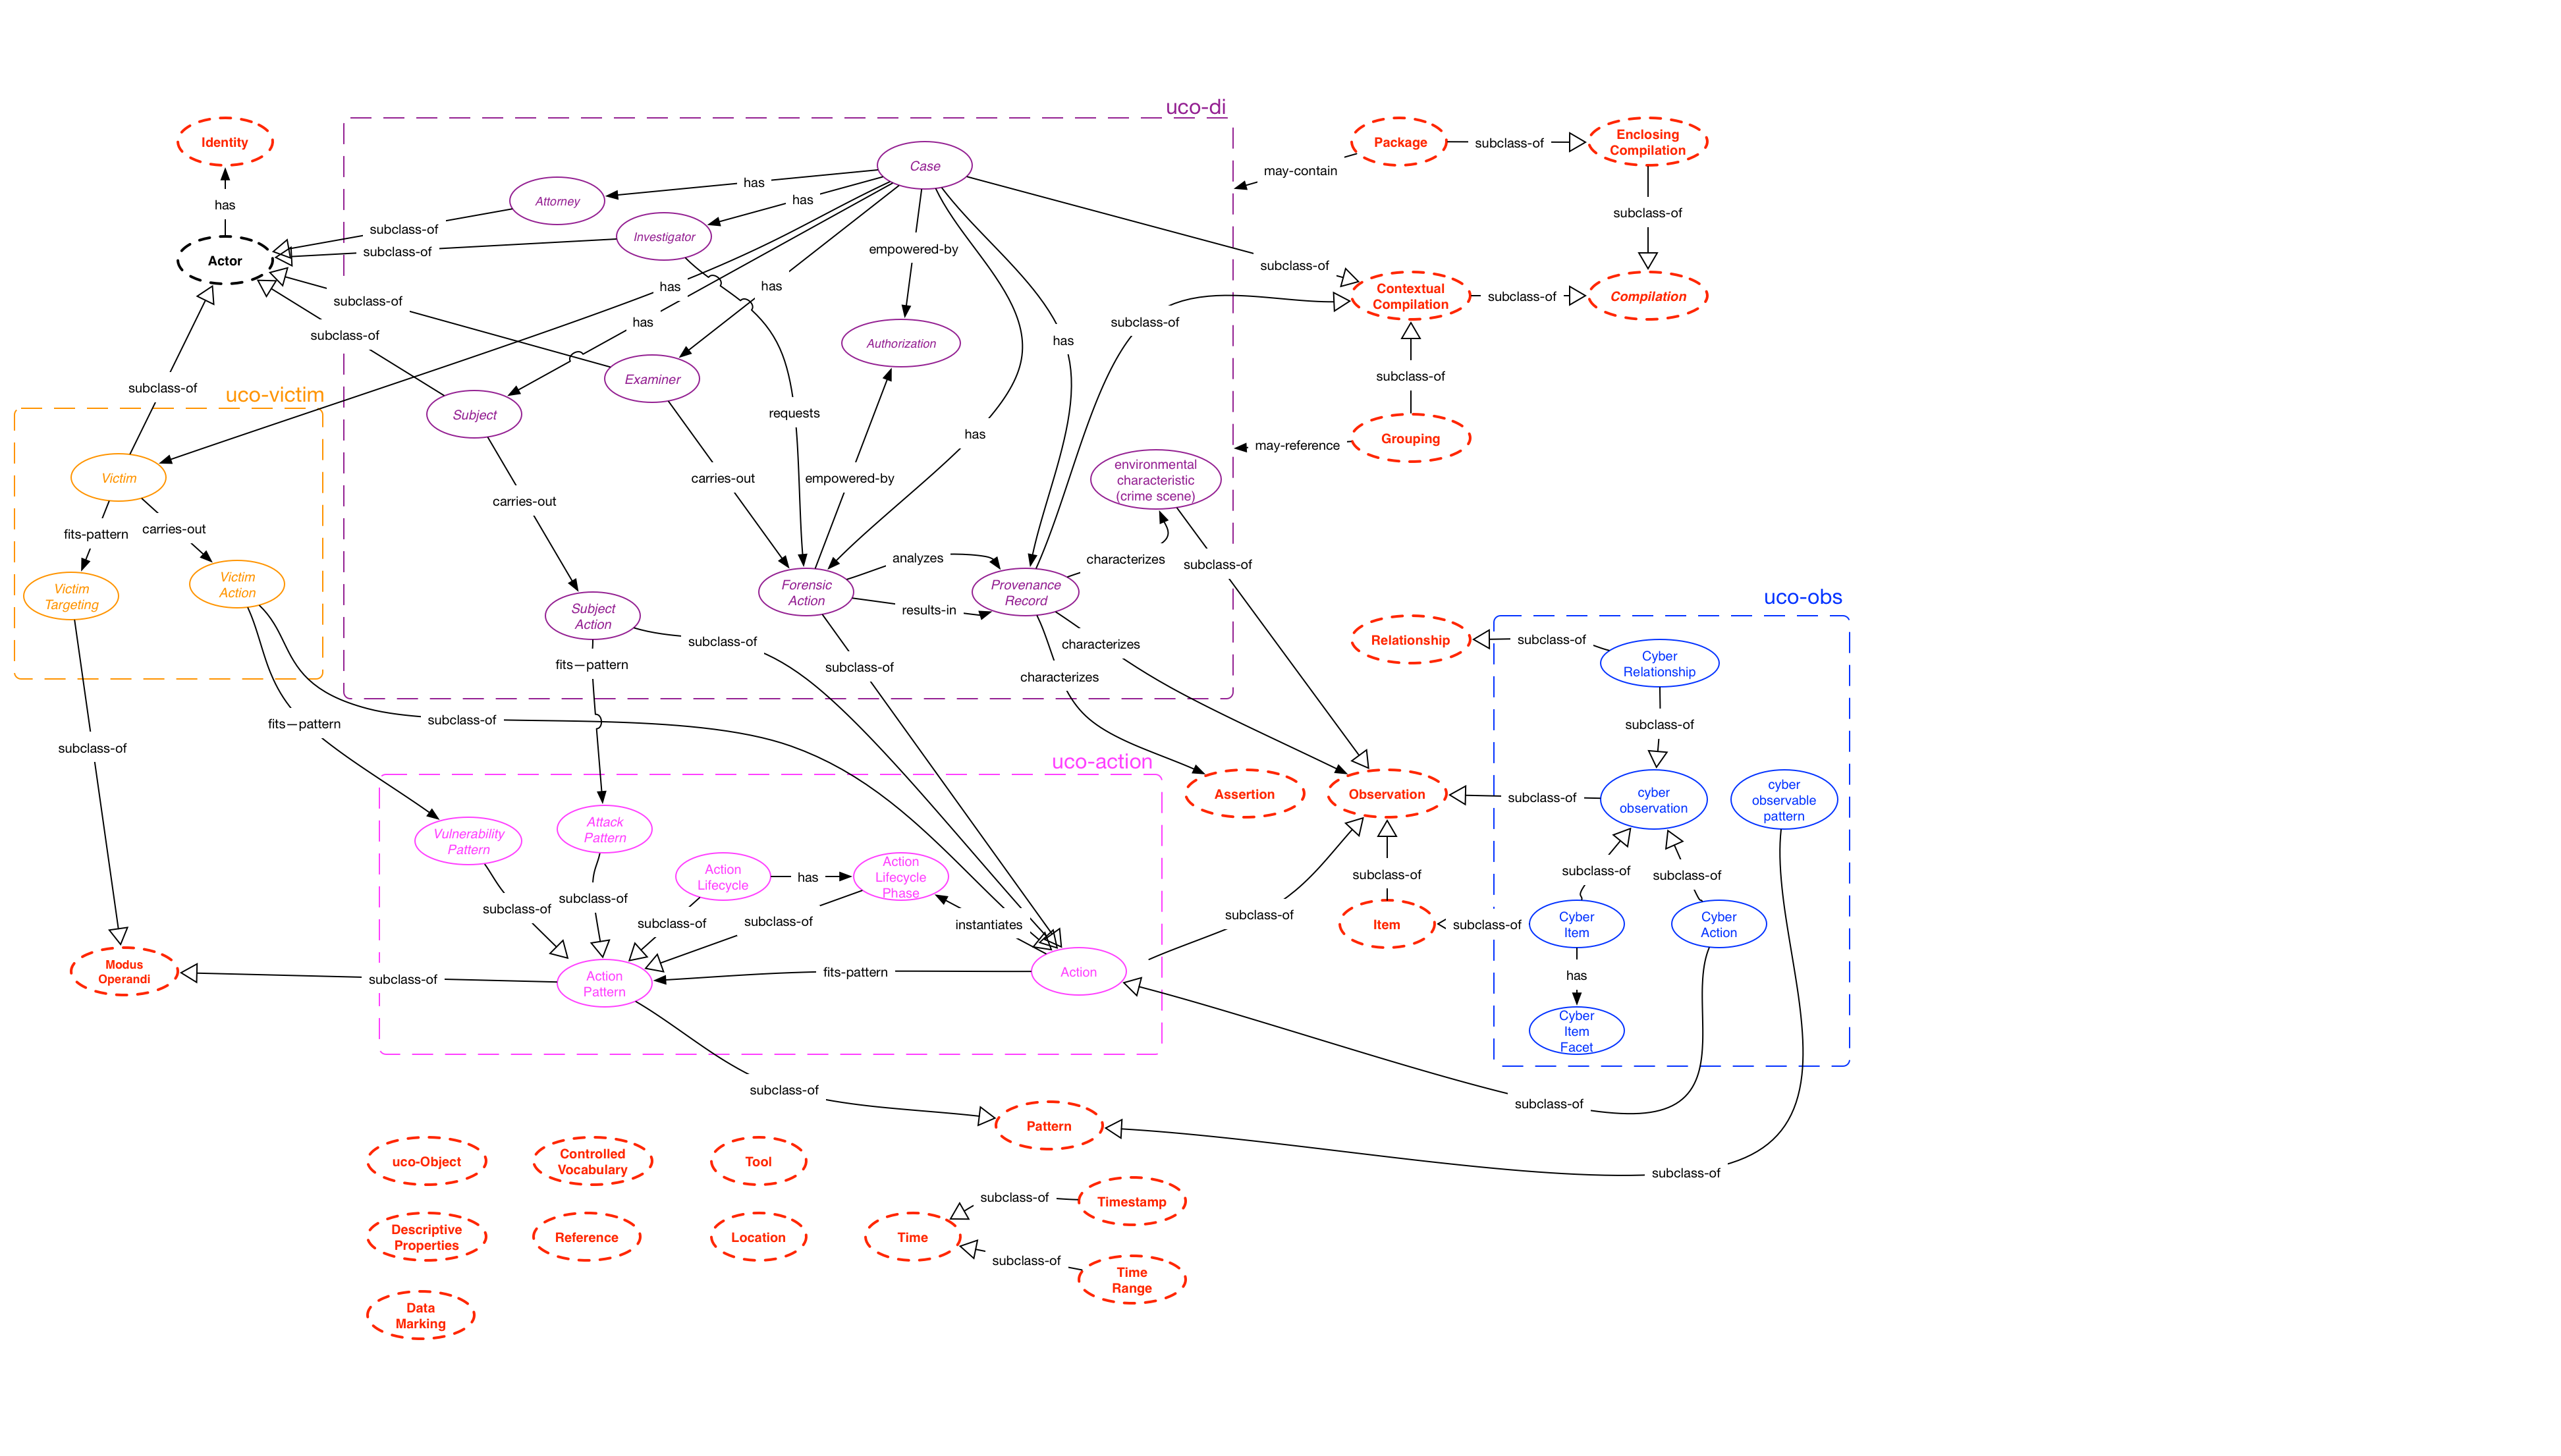 uco-di
Identity
Package
subclass-of
Enclosing
Compilation
Case
may-contain
has
Attorney
has
has
subclass-of
subclass-of
Investigator
subclass-of
empowered-by
Actor
subclass-of
subclass-of
has
has
Contextual
Compilation
subclass-of
Compilation
subclass-of
has
subclass-of
subclass-of
has
Authorization
subclass-of
Examiner
subclass-of
uco-victim
Subject
requests
has
Grouping
may-reference
Victim
carries-out
empowered-by
environmental
characteristic
(crime scene)
carries-out
fits-pattern
carries-out
analyzes
characterizes
subclass-of
Victim
Targeting
Victim
Action
Forensic
Action
Provenance
Record
results-in
uco-obs
Subject
Action
subclass-of
characterizes
Relationship
subclass-of
Cyber
Relationship
fits—pattern
subclass-of
characterizes
fits—pattern
subclass-of
subclass-of
subclass-of
uco-action
Assertion
Observation
subclass-of
cyber
observation
cyber
observable
pattern
Vulnerability
Pattern
Attack
Pattern
Action
Lifecycle
has
Action
Lifecycle
Phase
subclass-of
subclass-of
subclass-of
subclass-of
subclass-of
subclass-of
subclass-of
instantiates
subclass-of
Item
subclass-of
Cyber
Item
Cyber
Action
Modus
Operandi
subclass-of
Action
Pattern
fits-pattern
Action
has
Cyber
Item
Facet
subclass-of
subclass-of
Pattern
uco-Object
Controlled
Vocabulary
Tool
subclass-of
subclass-of
Timestamp
Descriptive
Properties
Reference
Location
Time
subclass-of
Time
Range
Data
Marking